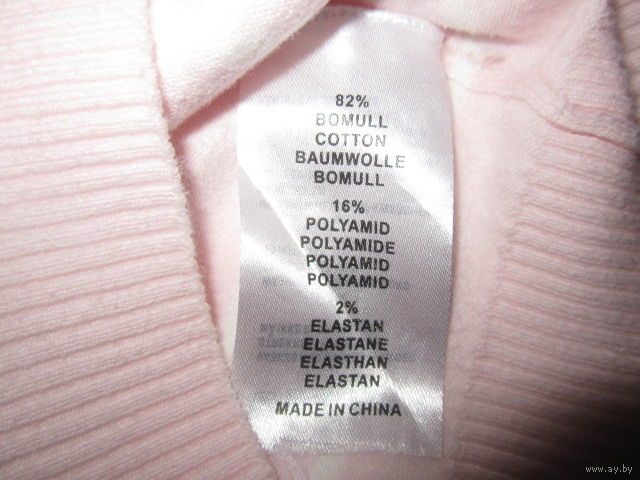 82%
BOMULL
COTTON
BAUMWOLLE
BOMULL
16%
POLYAMID
POLYAMIDE
POLYAMID
POLYAMID
2%
ELASTAN
ELASTANE
ELASTHAN
ELASTAN
MADE IN CHINA
www.ay.by